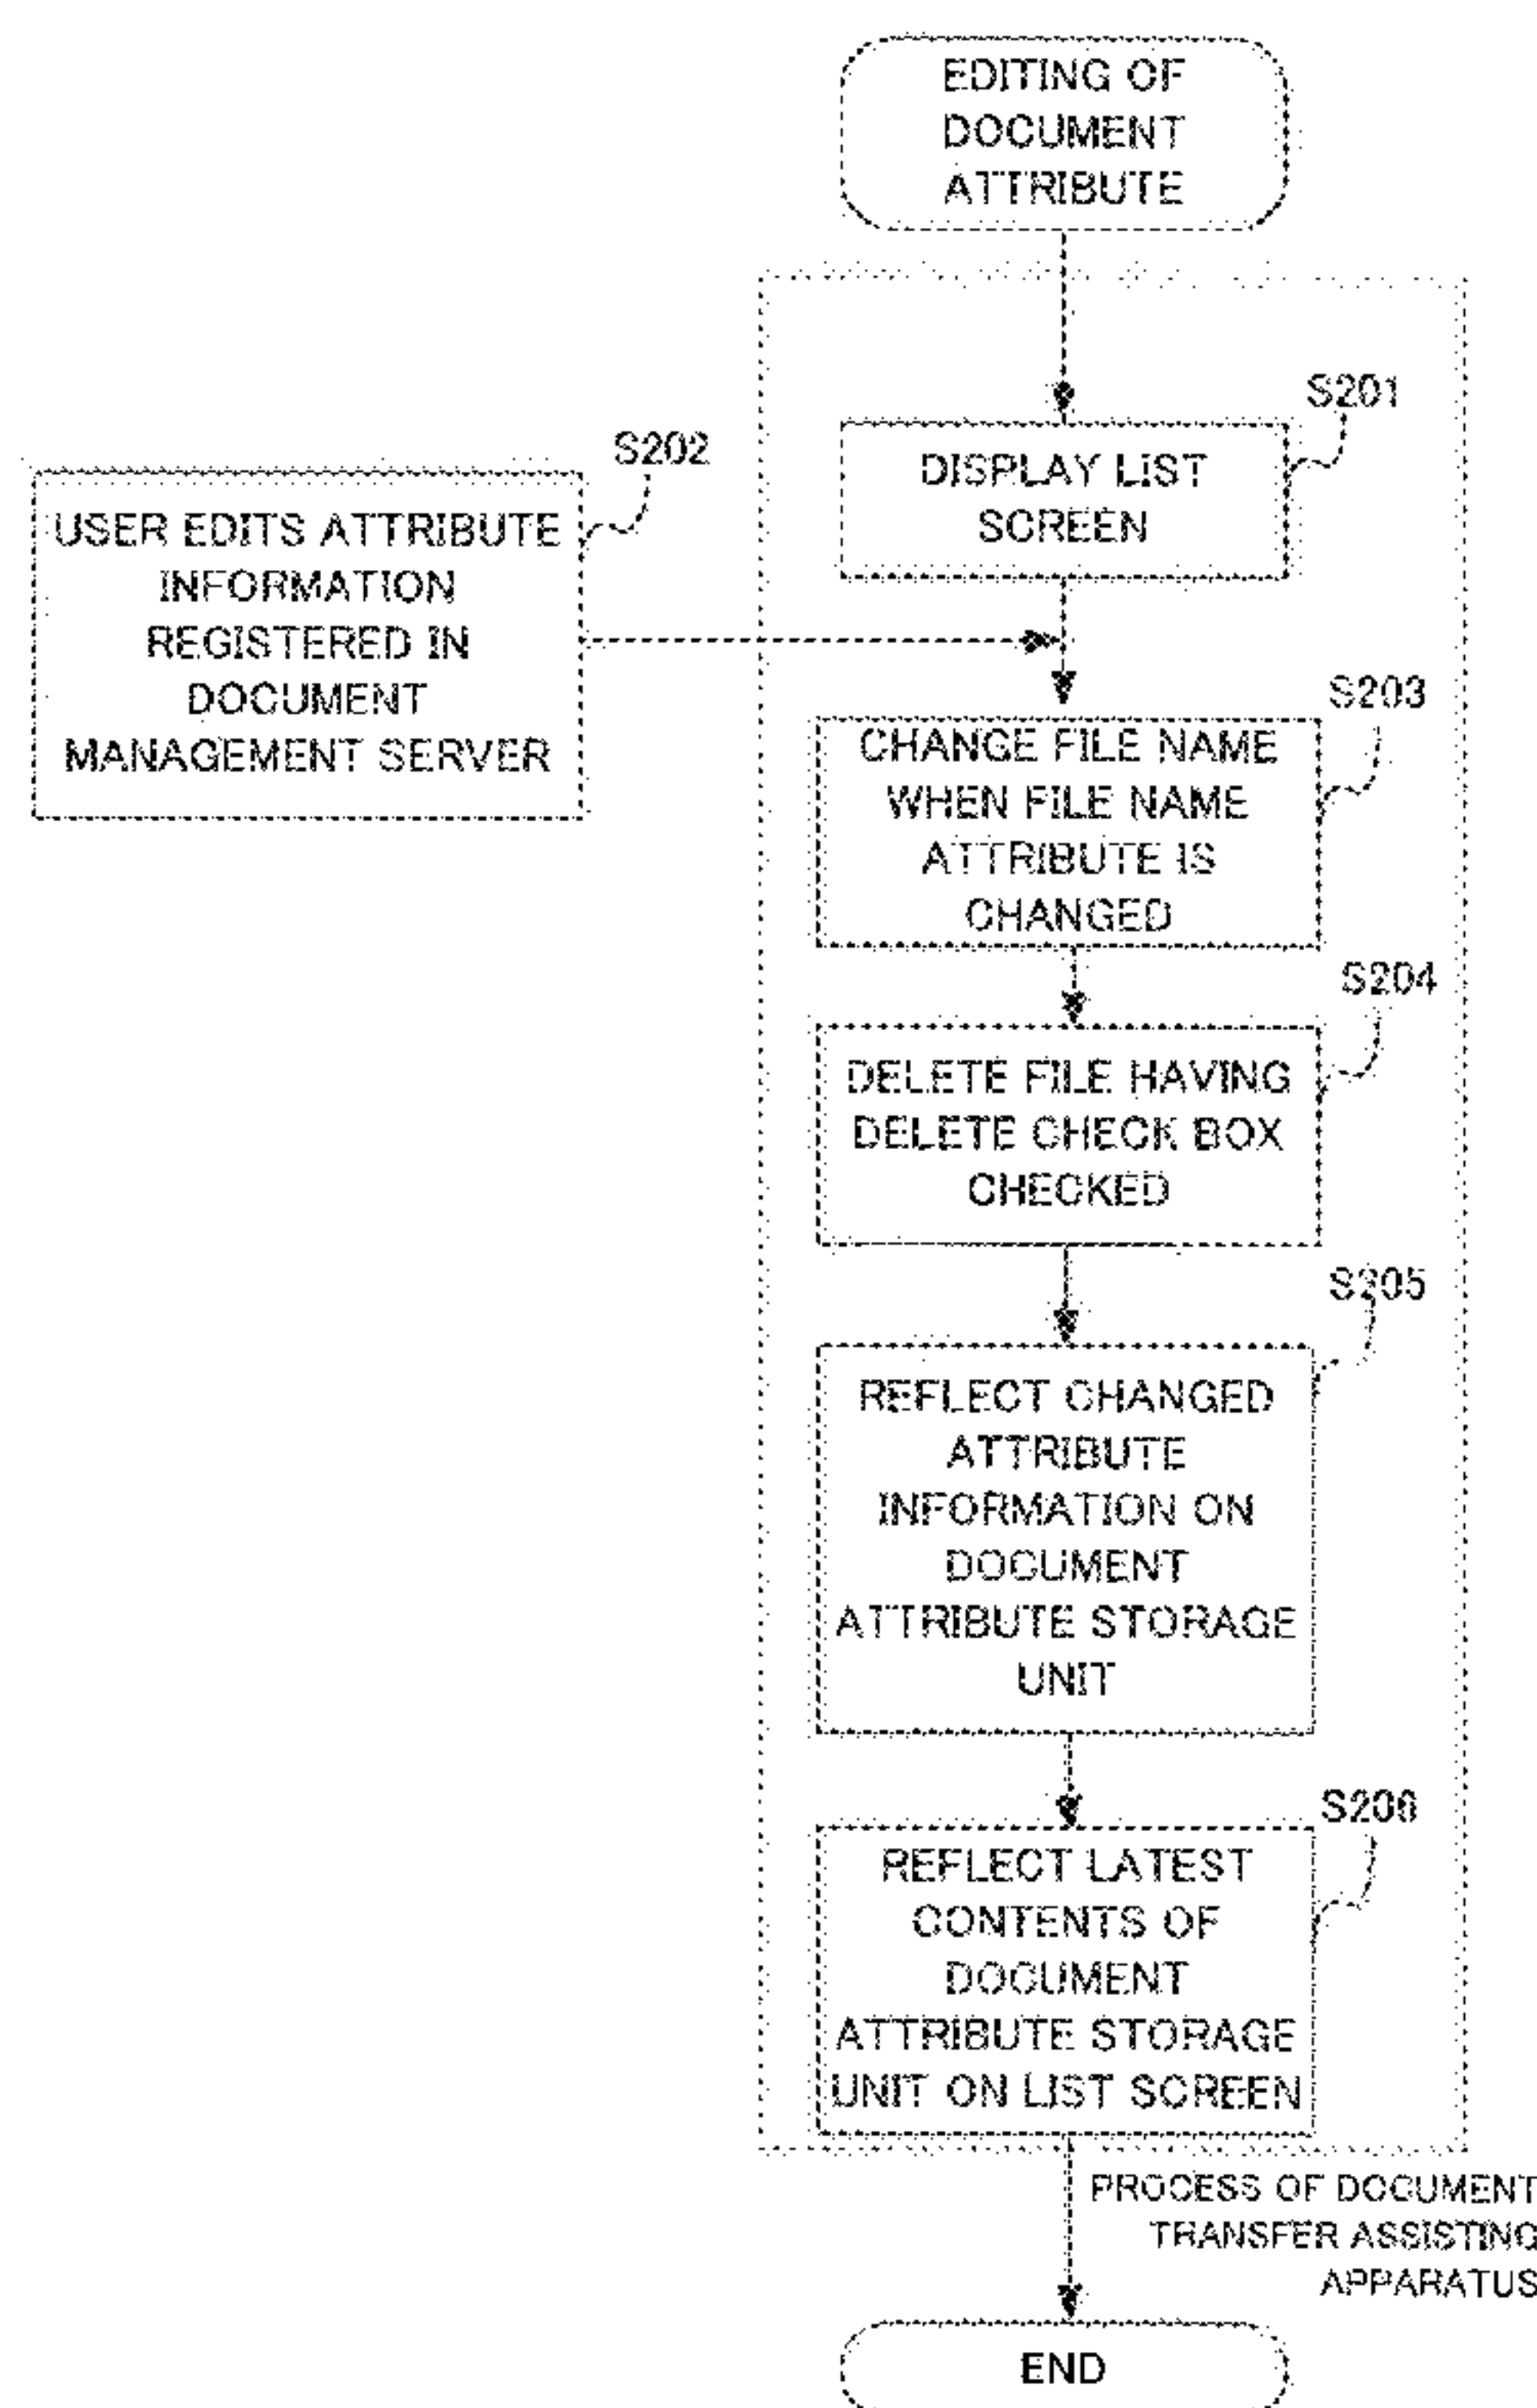 EDITING OF
DOCUMENT
ATTRIBUTE
S201
DISPLAY LIST
SCREEN
S202
USER EDITS ATTRIBUTE
INFORMATION
REGISTERED IN
DOCUMENT
MANAGEMENT SERVER
S203
CHANGE FILE NAME
WHEN FILE NAME
ATTRIBUTE IS
CHANGED
S204
DELETE FILE HAVING
DELETE CHECK BOX
CHECKED
S205
REFLECT CHANGED
ATTRIBUTE
INFORMATION ON
DOCUMENT
ATTRIBUTE STORAGE
UNIT
S206
REFLECT LATEST
CONTENTS OF
DOCUMENT
ATTRIBUTE STORAGE
UNIT ON LIST SCREEN
PROCESS OF DOCUMENT
TRANSFER ASSISTING
APPARATUS
END